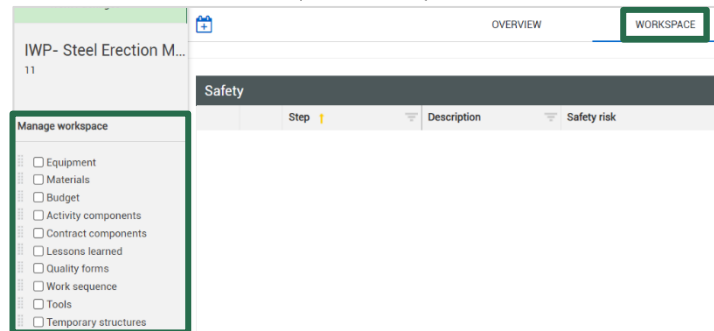 OVERVIEW WORKSPACE
IWP- Steel Erection M...
11
Safety
Step Description Safety risk
Manage workspace
Equipment
Materials
Budget
Activity components
Contract components
Lessons learned
Quality forms
Work sequence
Tools
Temporary structures